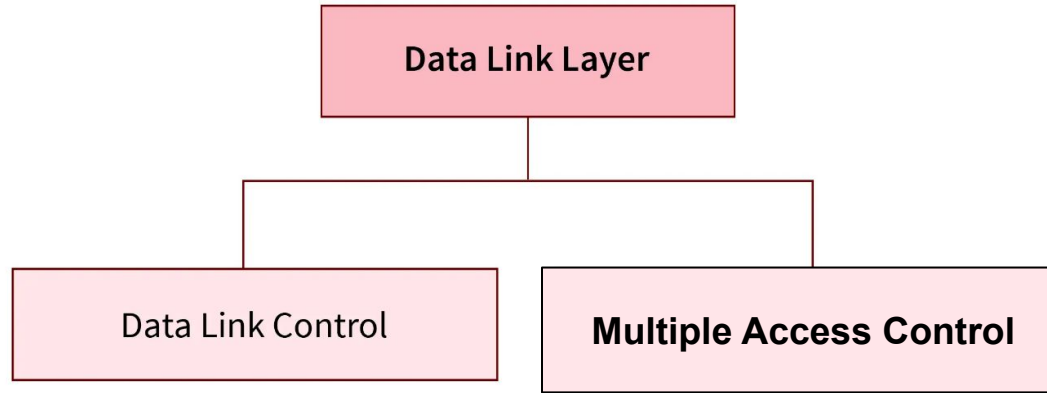 Data Link Layer
Data Link Control
Multiple Access Control